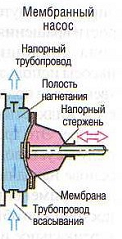 Мембранный
насос
Напорный
трубопровод
Полость
нагнетания
Напорный
стержень
Мембрана
Трубопровод
всасывания